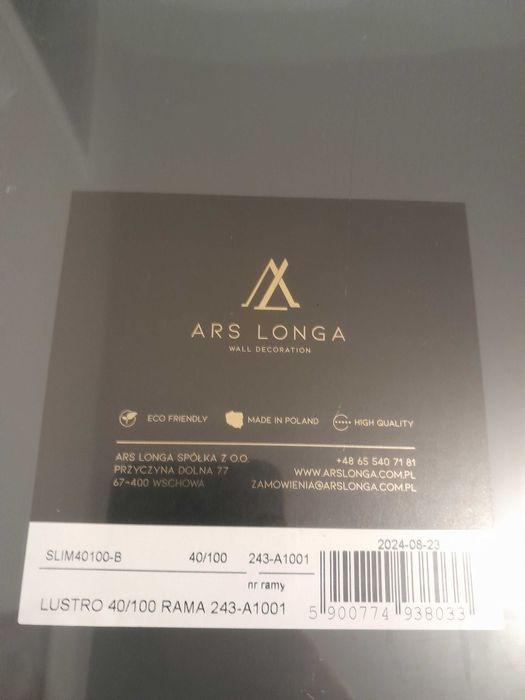 ARS LONGA
WALL DECORATION
ECO FRIENDLY MADE IN POLAND HIGH QUALITY
ARS LONGA SPÓŁKA Z O.O. +48 65 540 71 81
PRZYCZYNA DOLNA 77 WWW.ARSLONGA.COM.PL
67-400 WSCHOWA ZAMOWIENIA@ARSLONGA.COM.PL
2024-08-23
SLIM40100-B 40/100 243-A1001
nr ramy
LUSTRO 40/100 RAMA 243-A1001
5 900774 938033